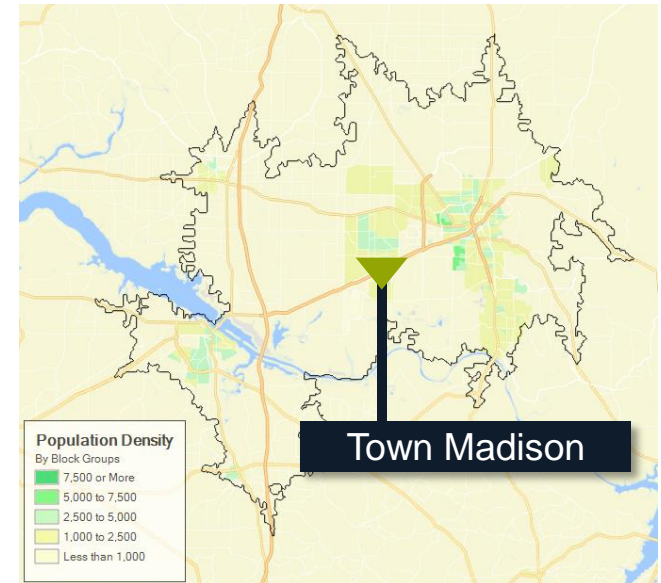 Town Madison
Population Density
By Block Groups
7,500 or More
5,000 to 7,500
2,500 to 5,000
1,000 to 2,500
Less than 1,000